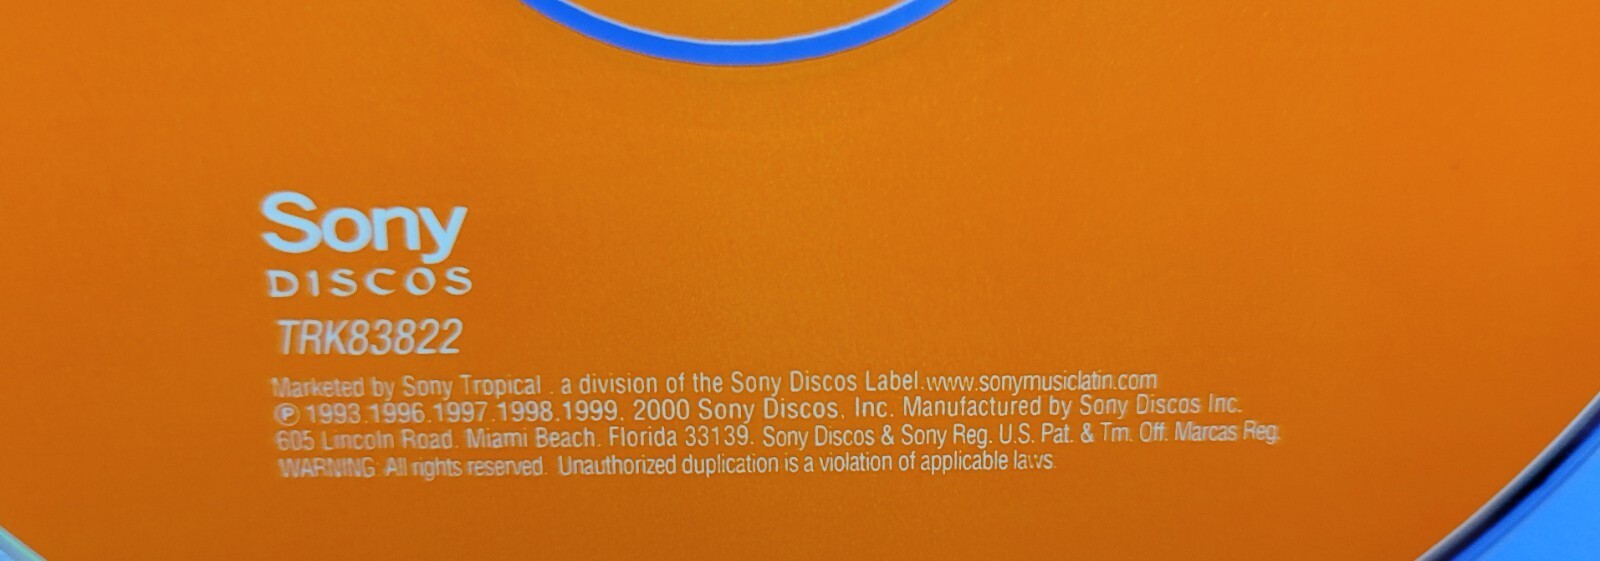 Sony
DISCOS
TRK83822
Marketed by Sony Tropical . a division of the Sony Discos Label.www.sonymusiclatin.com
℗ 1993.1996.1997.1998.1999. 2000 Sony Discos, Inc. Manufactured by Sony Discos Inc.
605 Lincoln Road. Miami Beach. Florida 33139. Sony Discos & Sony Reg. U.S. Pat. & Tm. Off. Marcas Reg.
WARNING: All rights reserved. Unauthorized duplication is a violation of applicable laws.